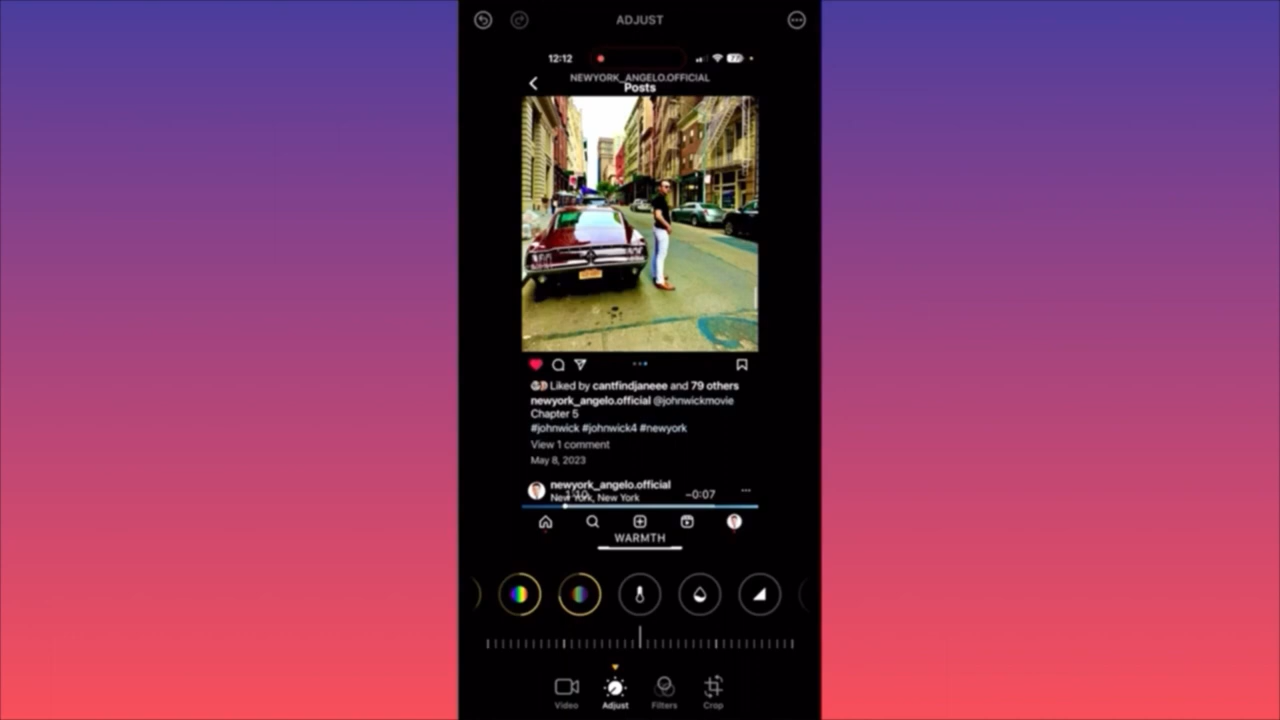 ADJUST
12:12
77
NEWYORK_ANGELO.OFFICIAL
Posts
Liked by cantfindjaneee and 79 others
newyork_angelo.official @johnwickmovie
Chapter 5
#johnwick #johnwick4 #newyork
View 1 comment
May 8, 2023
newyork_angelo.official
New York, New York
-0:07
WARMTH
Video
Adjust
Filters
Crop